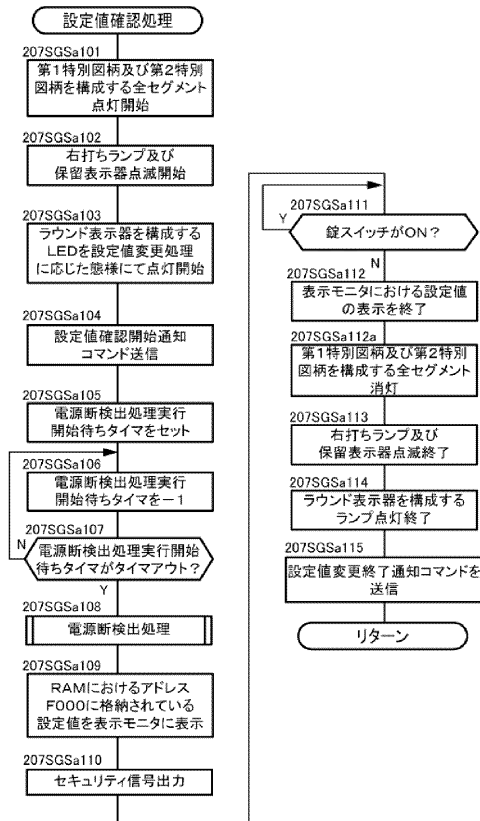 設定値確認処理
207SGSa101
第1特別図柄及び第2特別
図柄を構成する全セグメント
点灯開始
207SGSa102
右打ちランプ及び
保留表示器点滅開始
207SGSa103
ラウンド表示器を構成する
LEDを設定値変更処理
に応じた態様にて点灯開始
207SGSa104
設定値確認開始通知
コマンド送信
207SGSa105
電源断検出処理実行
開始待ちタイマをセット
207SGSa106
電源断検出処理実行
開始待ちタイマを−1
207SGSa107
N
電源断検出処理実行開始
待ちタイマがタイマアウト？
Y
207SGSa108
電源断検出処理
207SGSa109
RAMにおけるアドレス
F000に格納されている
設定値を表示モニタに表示
207SGSa110
セキュリティ信号出力
207SGSa111
Y
錠スイッチがON？
N
207SGSa112
表示モニタにおける設定値
の表示を終了
207SGSa112a
第1特別図柄及び第2特別
図柄を構成する全セグメント
消灯
207SGSa113
右打ちランプ及び
保留表示器点滅終了
207SGSa114
ラウンド表示器を構成する
ランプ点灯終了
207SGSa115
設定値変更終了通知コマンドを
送信
リターン